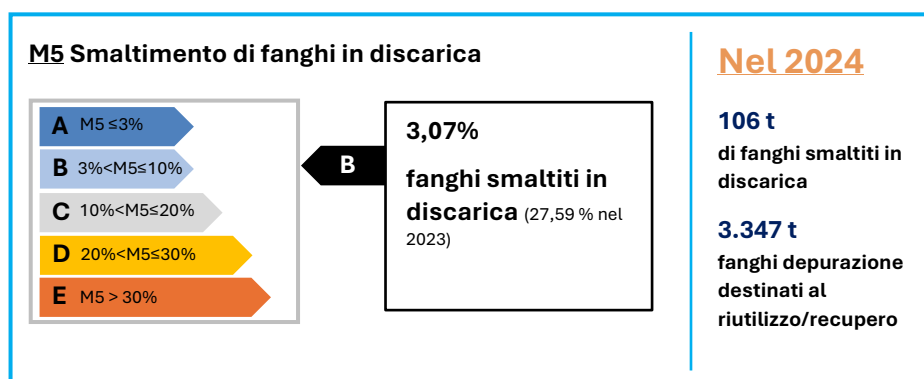 M5 Smaltimento di fanghi in discarica
A M5 ≤3%
B 3%<M5≤10%
C 10%<M5≤20%
D 20%<M5≤30%
E M5 > 30%
B
3,07%
fanghi smaltiti in
discarica (27,59 % nel
2023)
Nel 2024
106 t
di fanghi smaltiti in
discarica
3.347 t
fanghi depurazione
destinati al
riutilizzo/recupero